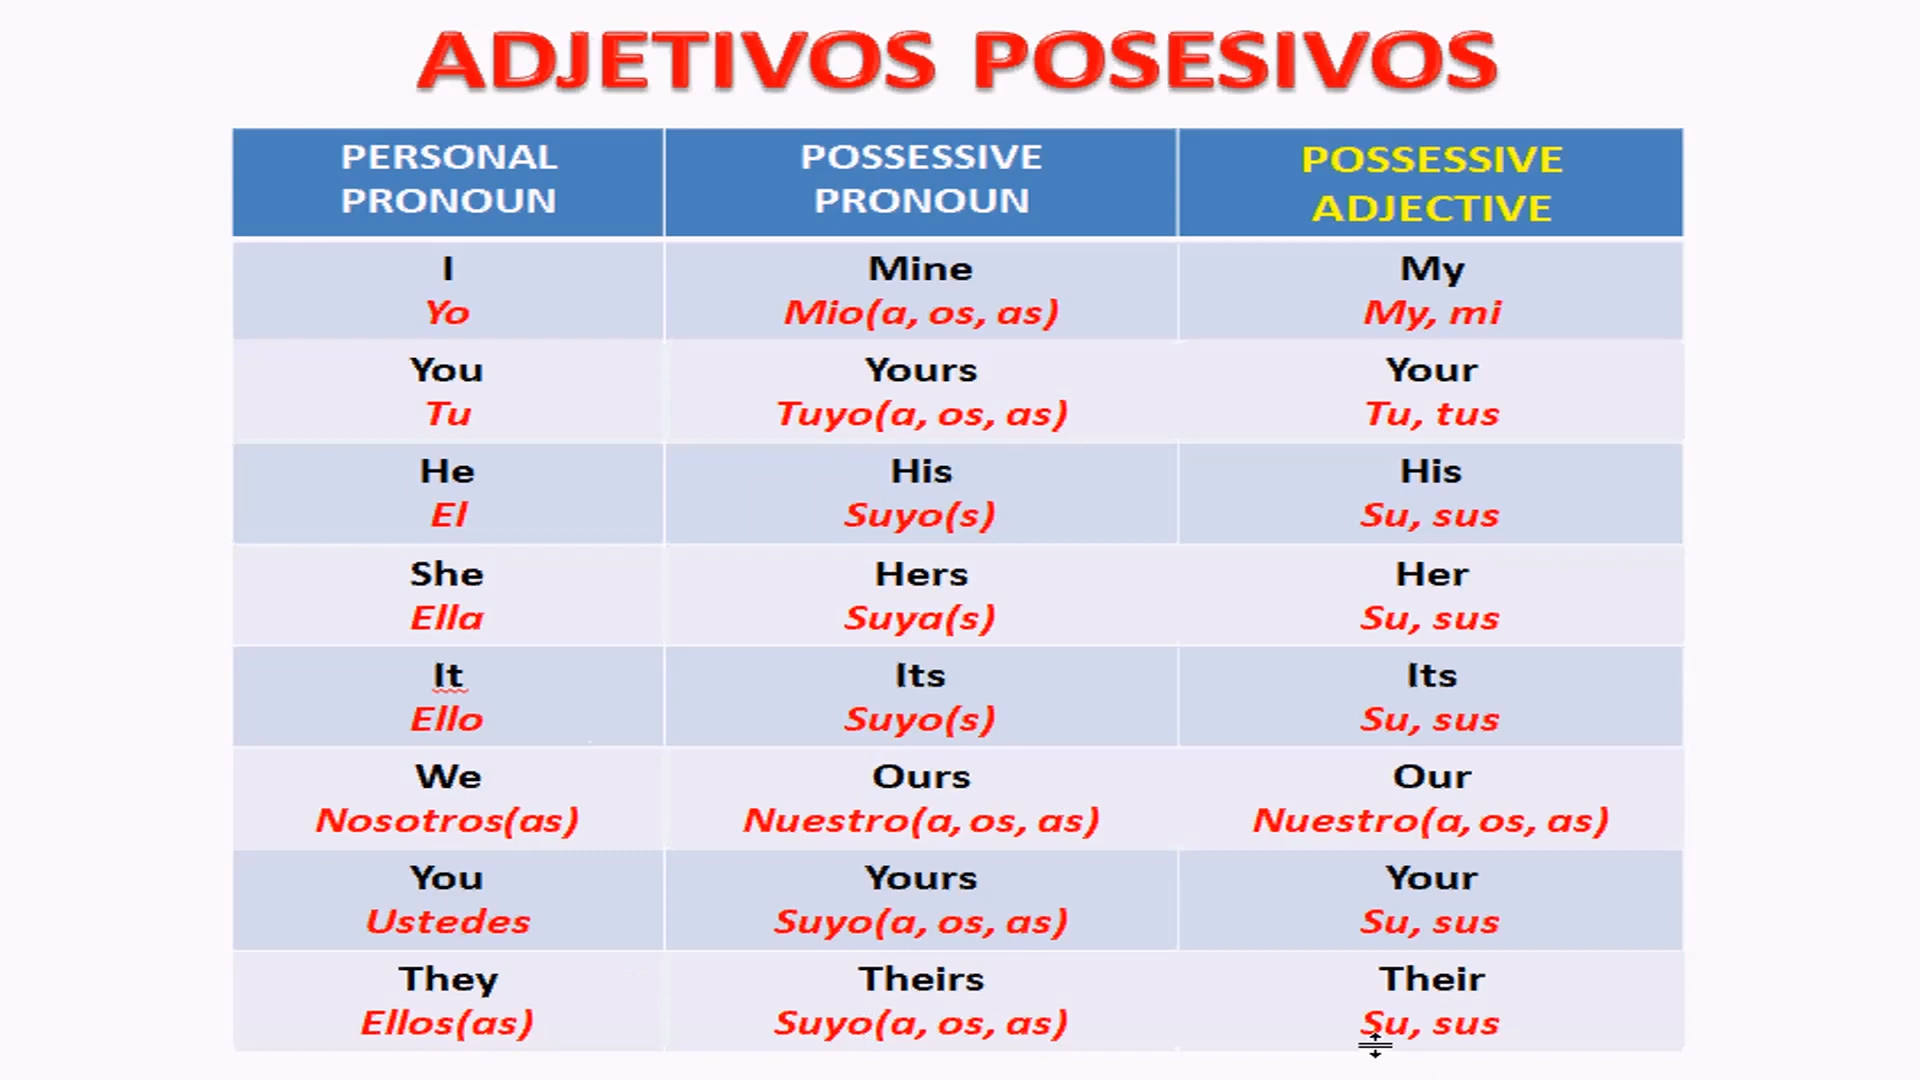 ADJETIVOS POSESIVOS
PERSONAL PRONOUN
POSSESSIVE PRONOUN
POSSESSIVE ADJECTIVE
I
Yo
Mine
Mio(a, os, as)
My
My, mi
You
Tu
Yours
Tuyo(a, os, as)
Your
Tu, tus
He
El
His
Suyo(s)
His
Su, sus
She
Ella
Hers
Suya(s)
Her
Su, sus
It
Ello
Its
Suyo(s)
Its
Su, sus
We
Nosotros(as)
Ours
Nuestro(a, os, as)
Our
Nuestro(a, os, as)
You
Ustedes
Yours
Suyo(a, os, as)
Your
Su, sus
They
Ellos(as)
Theirs
Suyo(a, os, as)
Their
Su, sus